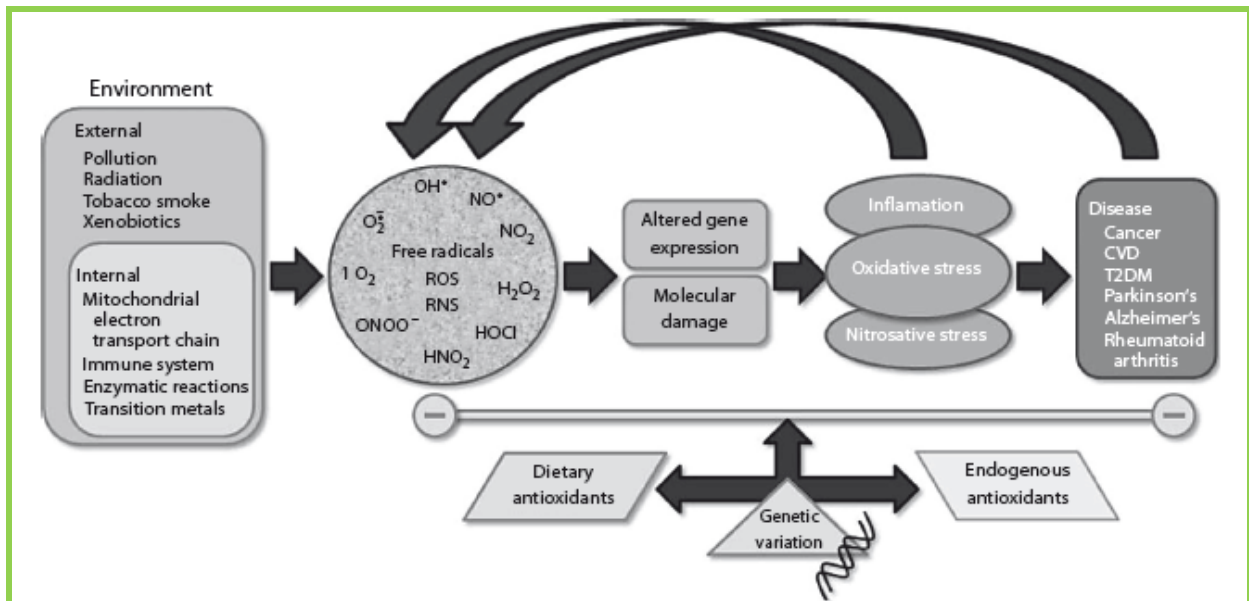 Environment
External
Pollution
Radiation
Tobacco smoke
Xenobiotics
Internal
Mitochondrial
electron
transport chain
Immune system
Enzymatic reactions
Transition metals
OH•
NO•
O₂•̄
NO₂
Free radicals
1 O₂
ROS
H₂O₂
RNS
ONOO⁻
HOCl
HNO₂
Altered gene
expression
Molecular
damage
Inflamation
Oxidative stress
Nitrosative stress
Disease
Cancer
CVD
T2DM
Parkinson's
Alzheimer's
Rheumatoid
arthritis
−
−
Dietary
antioxidants
Genetic
variation
Endogenous
antioxidants